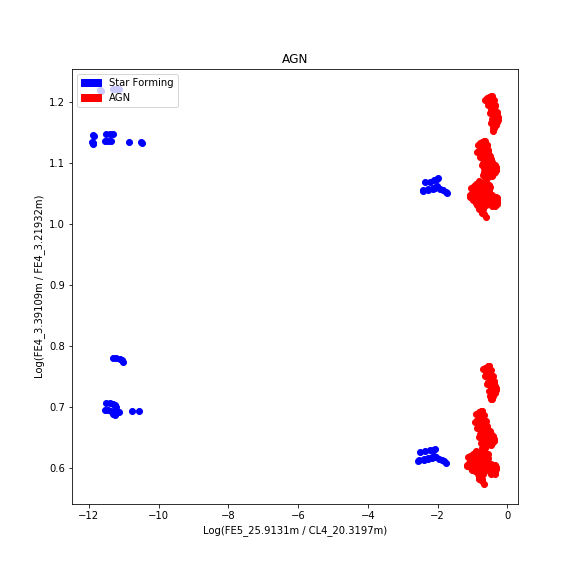 AGN
Star Forming
AGN
1.2
1.1
1.0
0.9
0.8
0.7
0.6
Log(FE4_3.39109m / FE4_3.21932m)
−12
−10
−8
−6
−4
−2
0
Log(FE5_25.9131m / CL4_20.3197m)